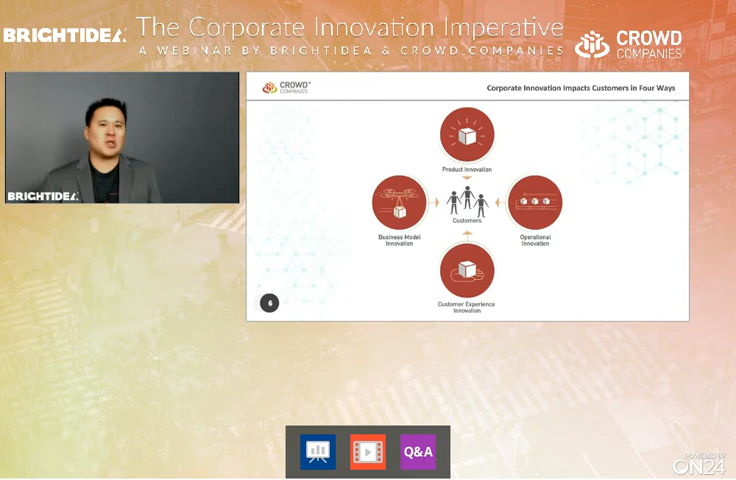 BRIGHTIDEA
The Corporate Innovation Imperative
A WEBINAR BY BRIGHTIDEA & CROWD COMPANIES
CROWD
COMPANIES
BRIGHTIDEA
CROWD™
COMPANIES
Corporate Innovation Impacts Customers in Four Ways
Product Innovation
Business Model
Innovation
Customers
Operational
Innovation
Customer Experience
Innovation
6
Q&A
POWERED BY
ON24